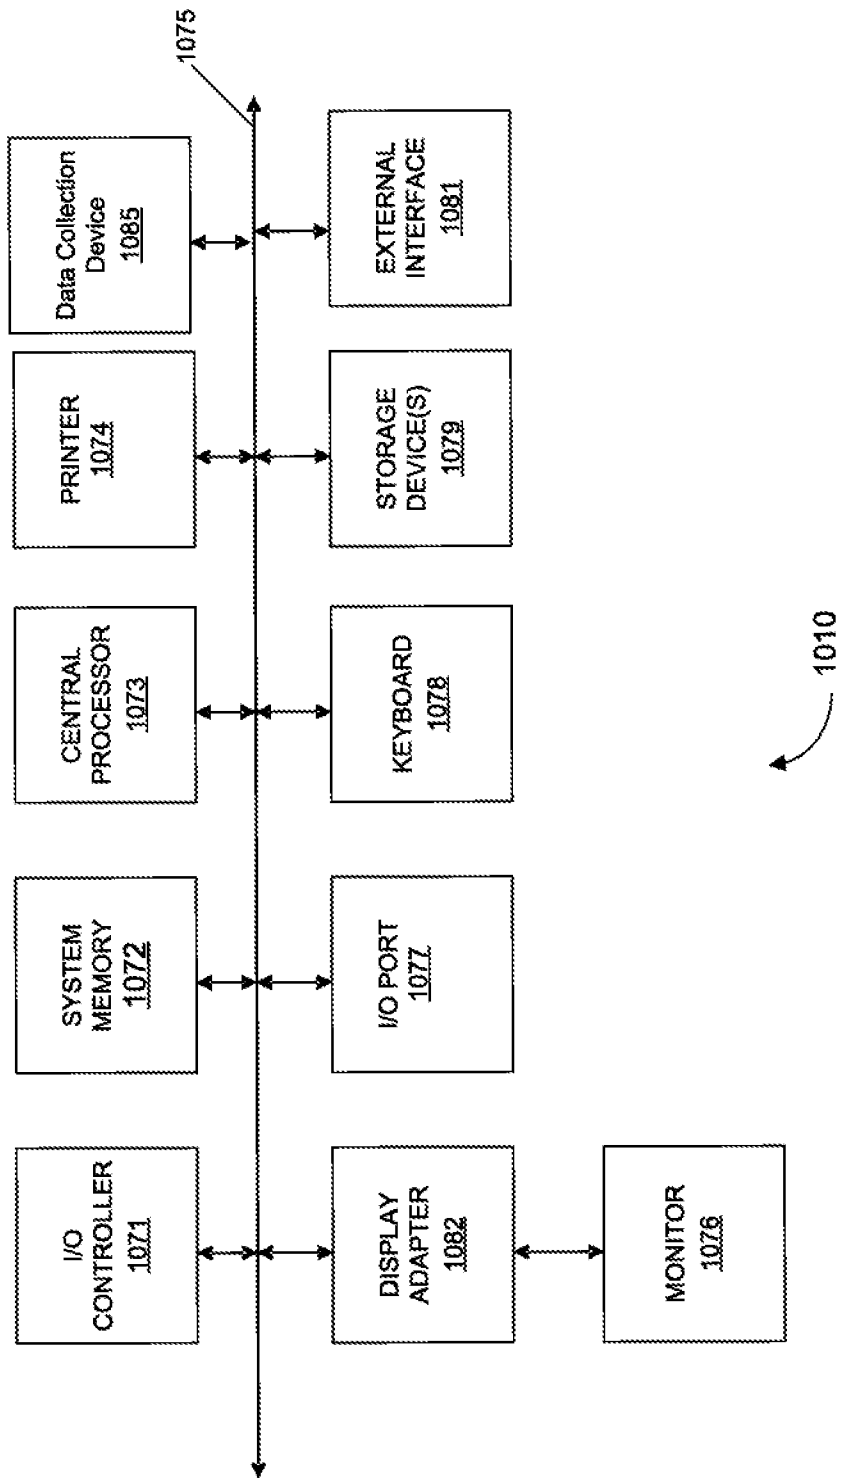 I/O
CONTROLLER
1071
SYSTEM
MEMORY
1072
CENTRAL
PROCESSOR
1073
PRINTER
1074
Data Collection
Device
1085
1075
DISPLAY
ADAPTER
1082
I/O PORT
1077
KEYBOARD
1078
STORAGE
DEVICE(S)
1079
EXTERNAL
INTERFACE
1081
MONITOR
1076
1010